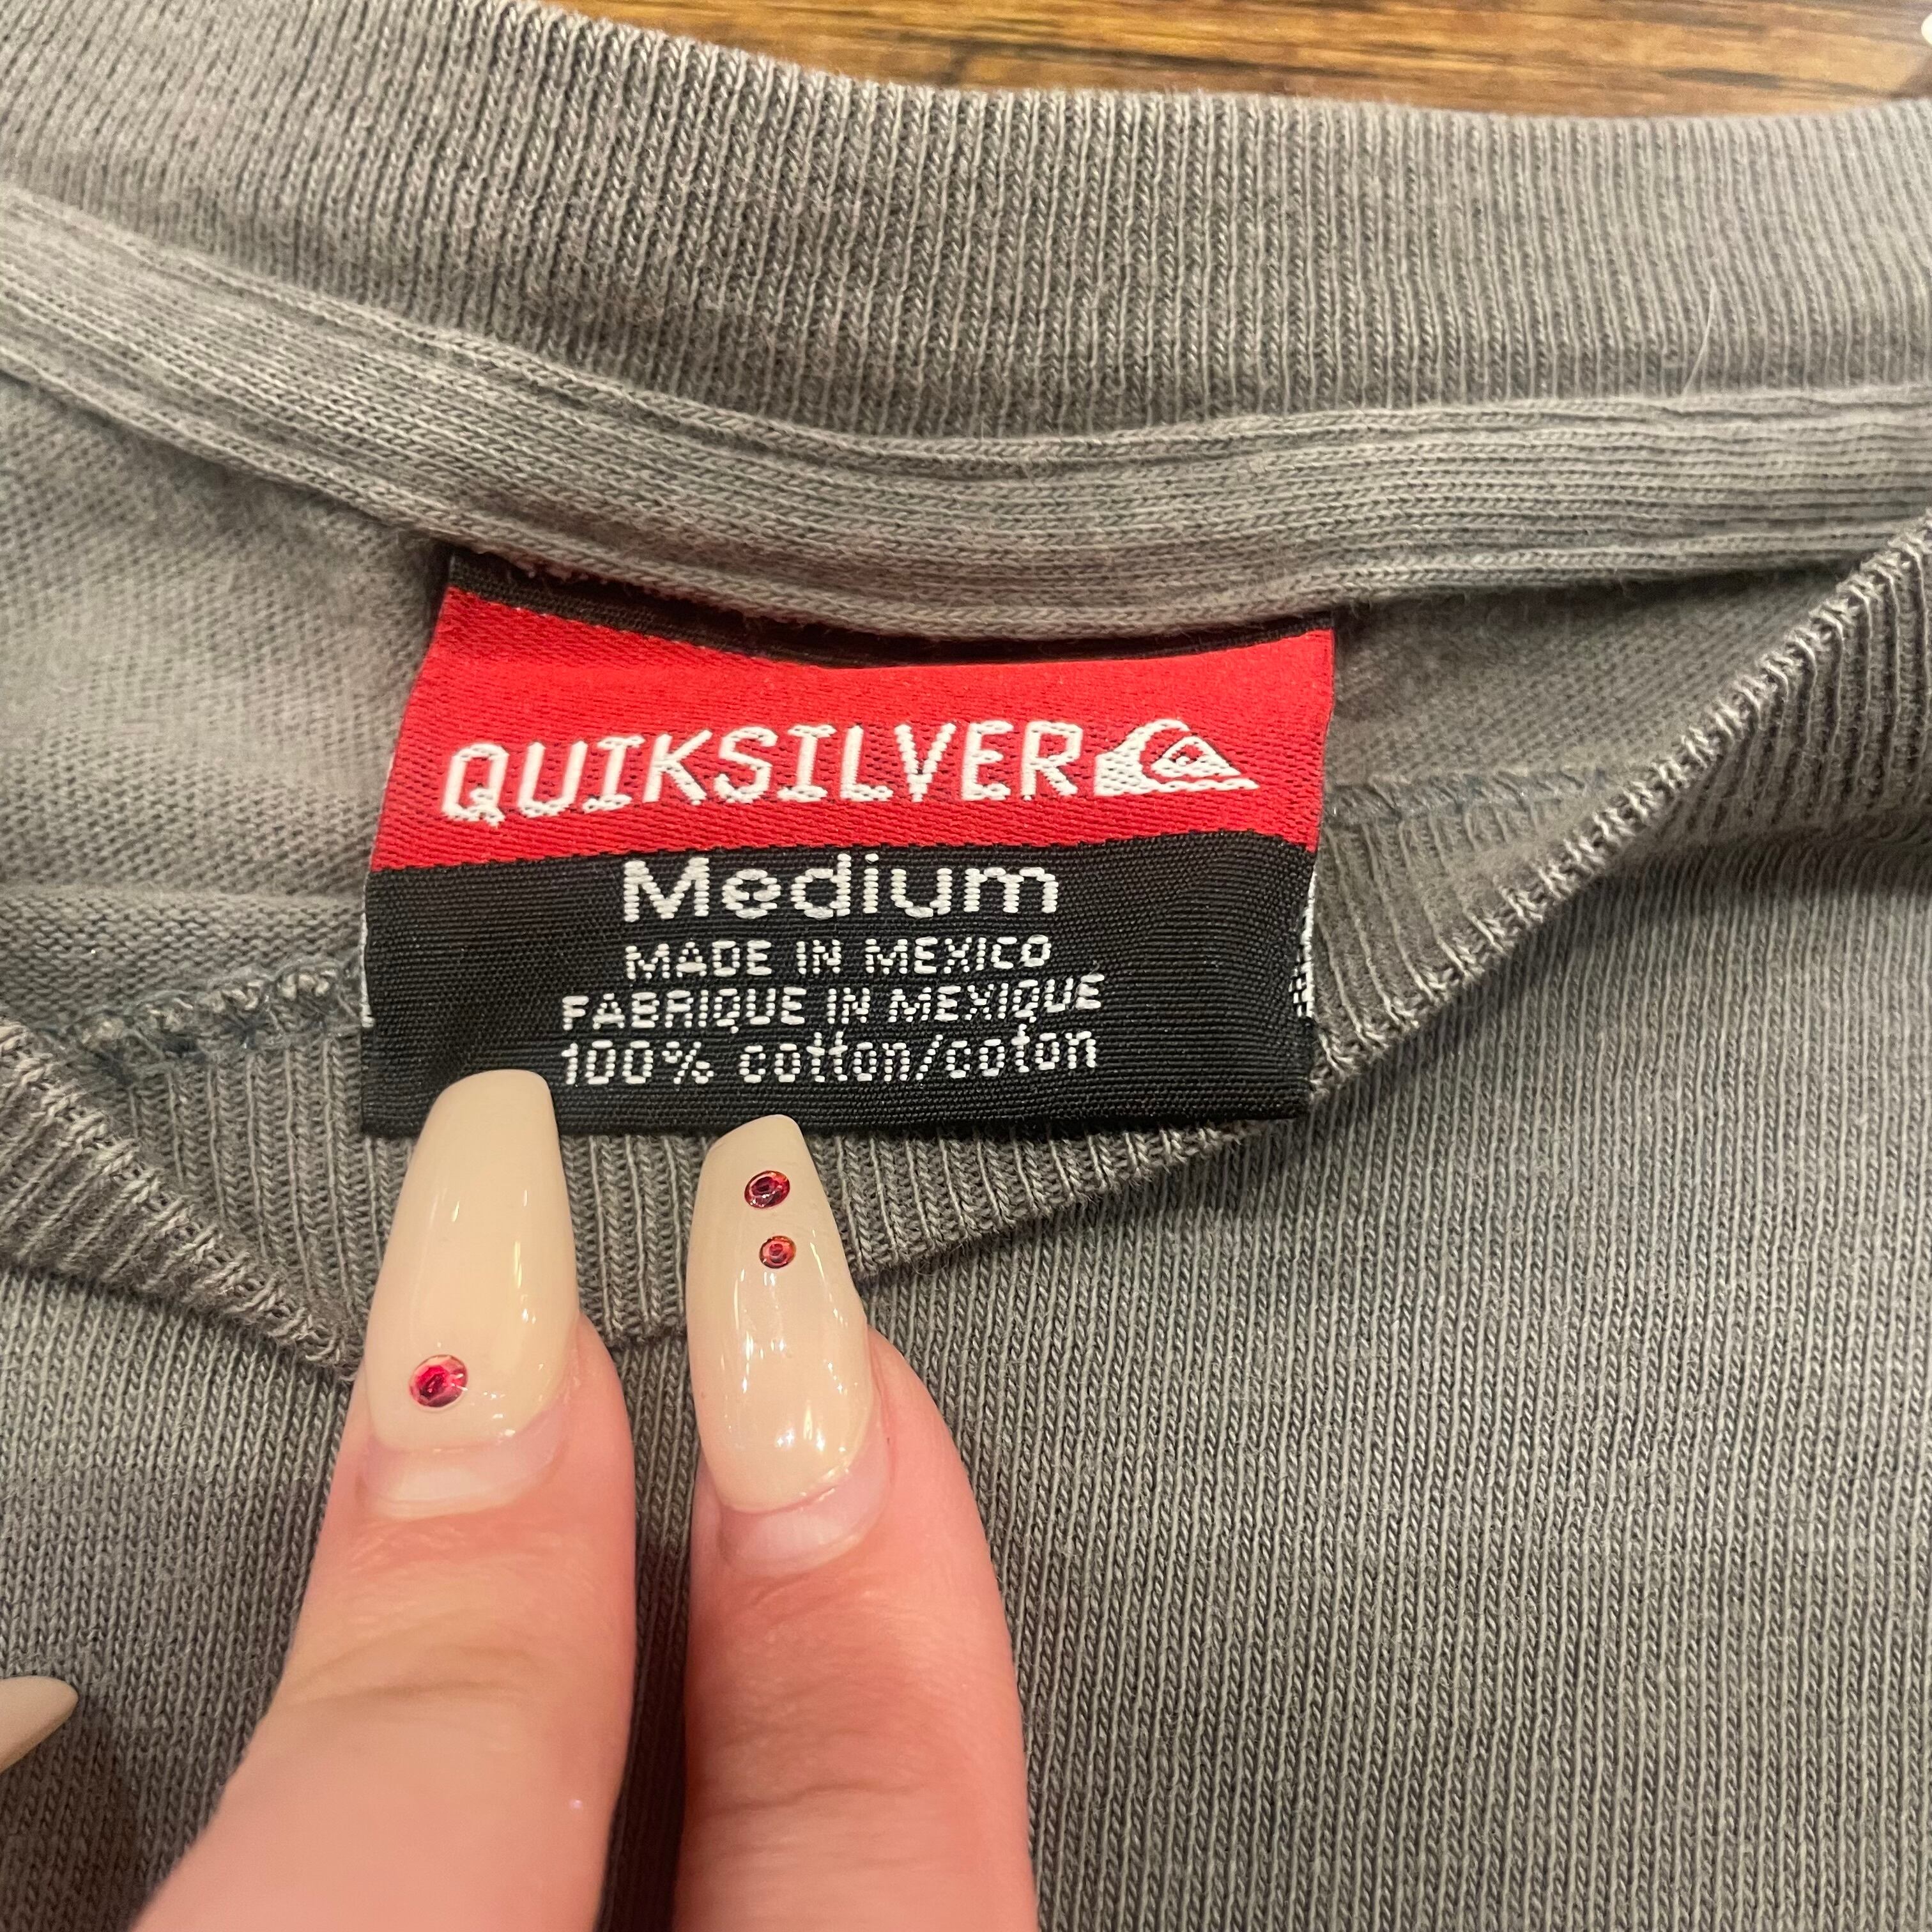 QUIKSILVER
Medium
MADE IN MEXICO
FABRIQUE IN MEXIQUE
100% cotton/coton